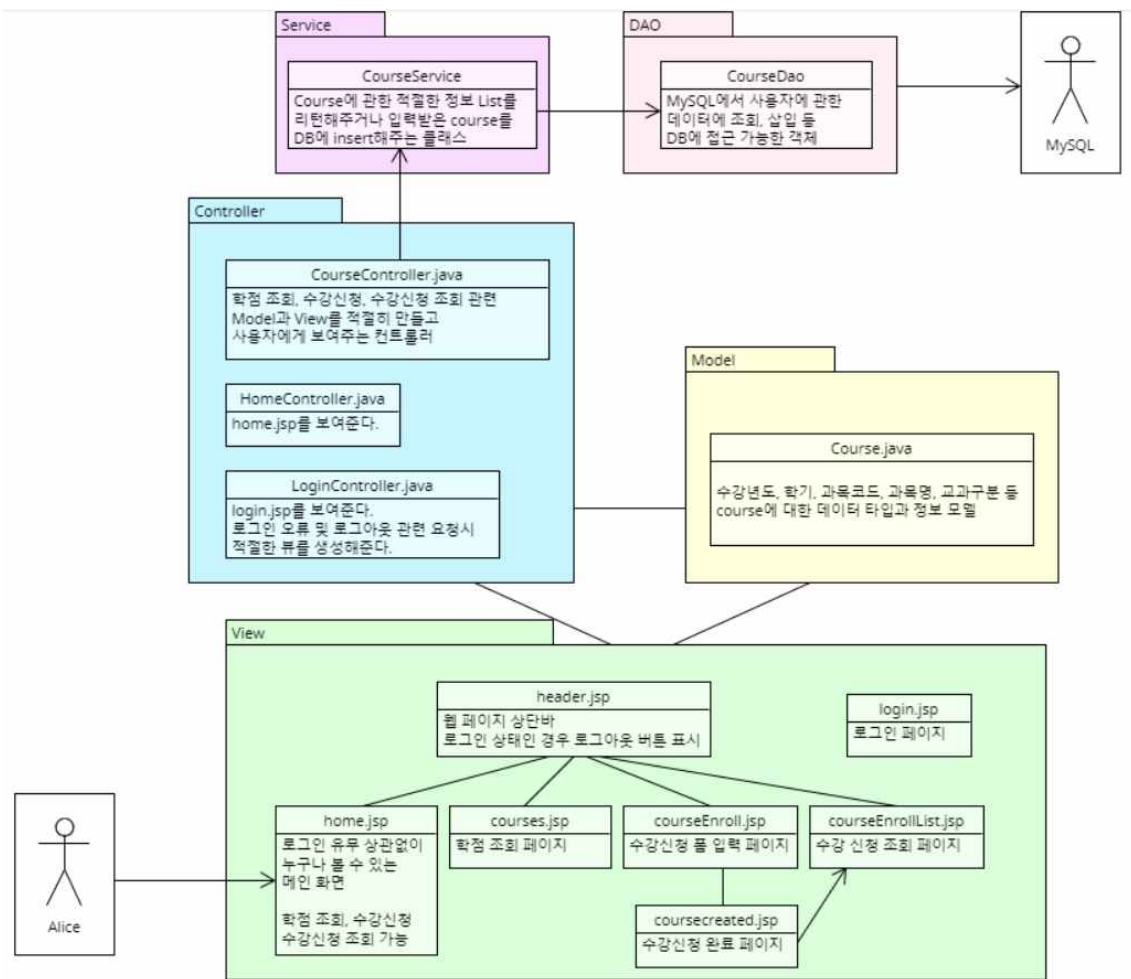 Service
CourseService
Course에 관한 적절한 정보 List를
리턴해주거나 입력받은 course를
DB에 insert해주는 클래스
DAO
CourseDao
MySQL에서 사용자에 관한
데이터에 조회, 삽입 등
DB에 접근 가능한 객체
MySQL
Controller
CourseController.java
학점 조회, 수강신청, 수강신청 조회 관련
Model과 View를 적절히 만들고
사용자에게 보여주는 컨트롤러
HomeController.java
home.jsp를 보여준다.
LoginController.java
login.jsp를 보여준다.
로그인 오류 및 로그아웃 관련 요청시
적절한 뷰를 생성해준다.
Model
Course.java
수강년도, 학기, 과목코드, 과목명, 교과구분 등
course에 대한 데이터 타입과 정보 모델
View
header.jsp
웹 페이지 상단바
로그인 상태인 경우 로그아웃 버튼 표시
login.jsp
로그인 페이지
Alice
home.jsp
로그인 유무 상관없이
누구나 볼 수 있는
메인 화면
학점 조회, 수강신청
수강신청 조회 가능
courses.jsp
학점 조회 페이지
courseEnroll.jsp
수강신청 폼 입력 페이지
courseEnrollList.jsp
수강 신청 조회 페이지
coursecreated.jsp
수강신청 완료 페이지